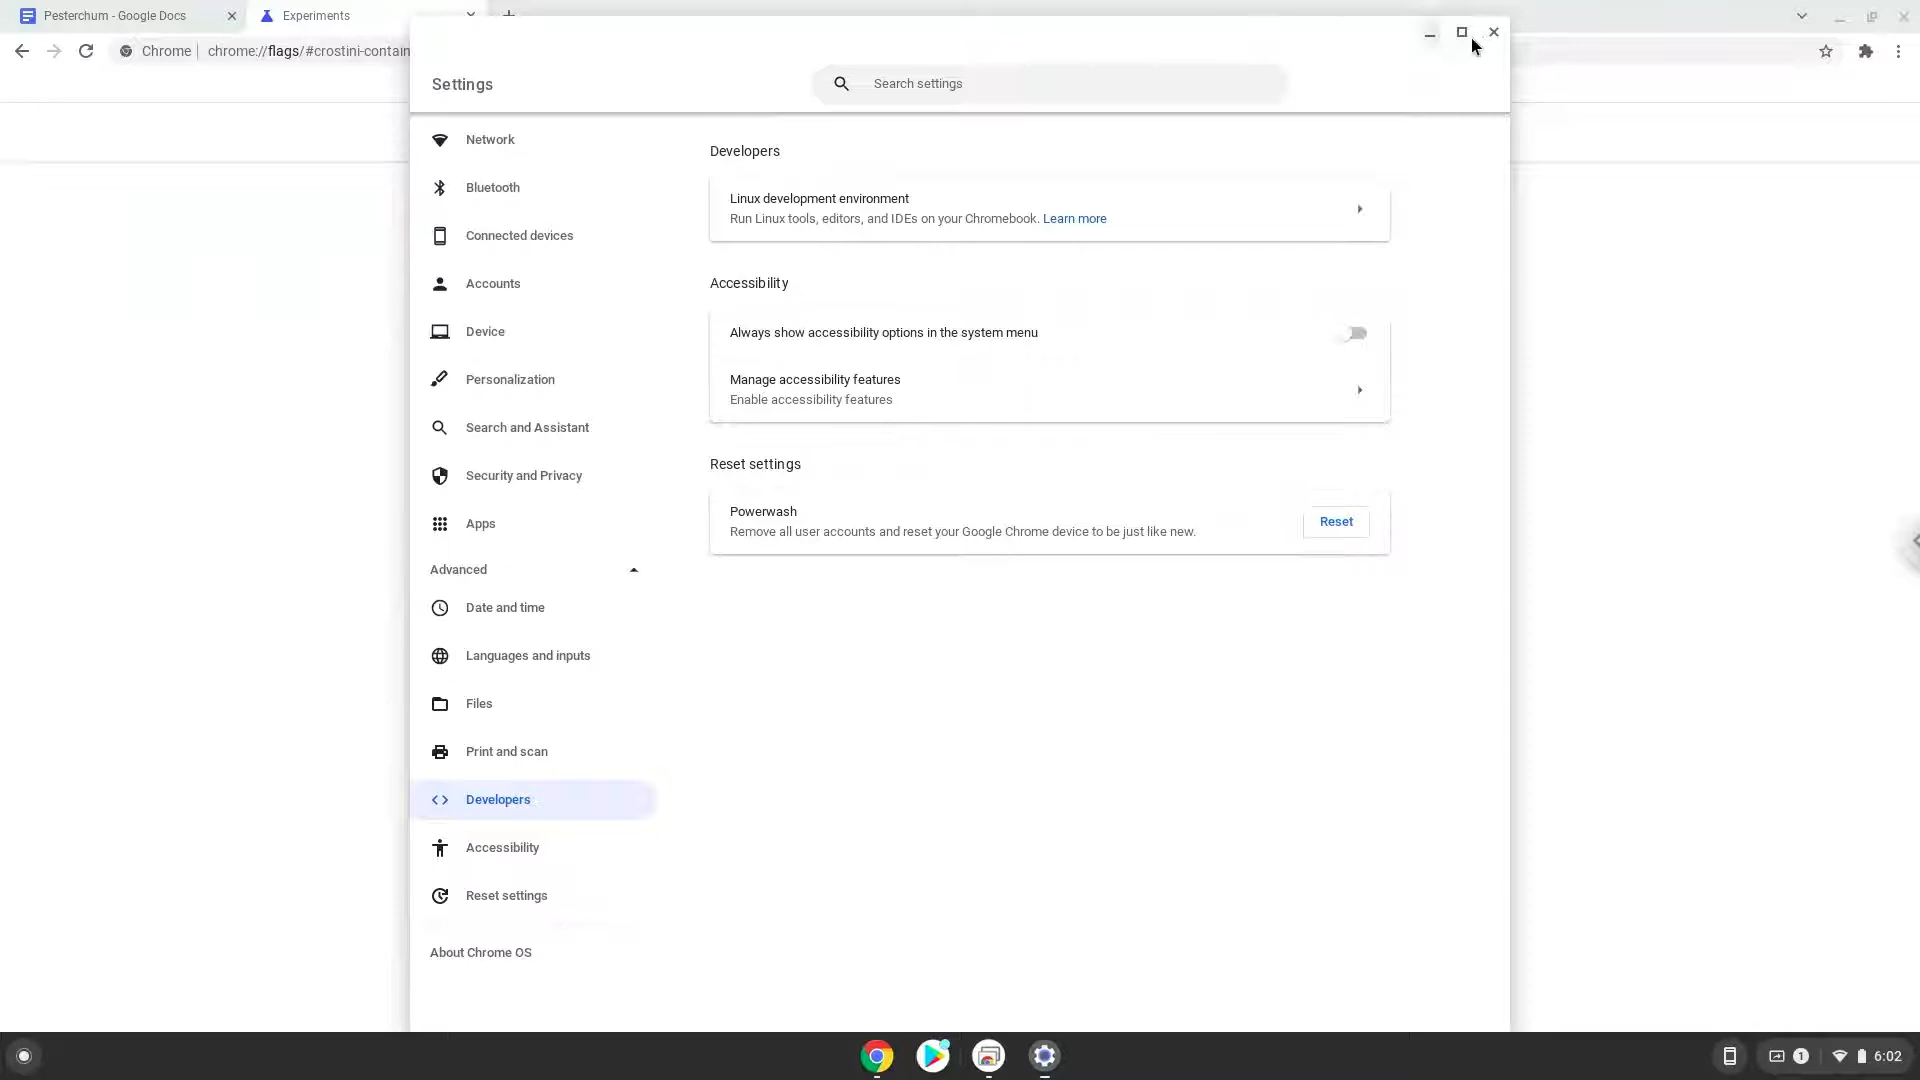 Pesterchum - Google Docs
Experiments
Chrome
chrome://flags/#crostini-contain
Settings
Search settings
Network
Bluetooth
Connected devices
Accounts
Device
Personalization
Search and Assistant
Security and Privacy
Apps
Advanced
Date and time
Languages and inputs
Files
Print and scan
Developers
Accessibility
Reset settings
About Chrome OS
Developers
Linux development environment
Run Linux tools, editors, and IDEs on your Chromebook. Learn more
Accessibility
Always show accessibility options in the system menu
Manage accessibility features
Enable accessibility features
Reset settings
Powerwash
Remove all user accounts and reset your Google Chrome device to be just like new.
Reset
1
6:02